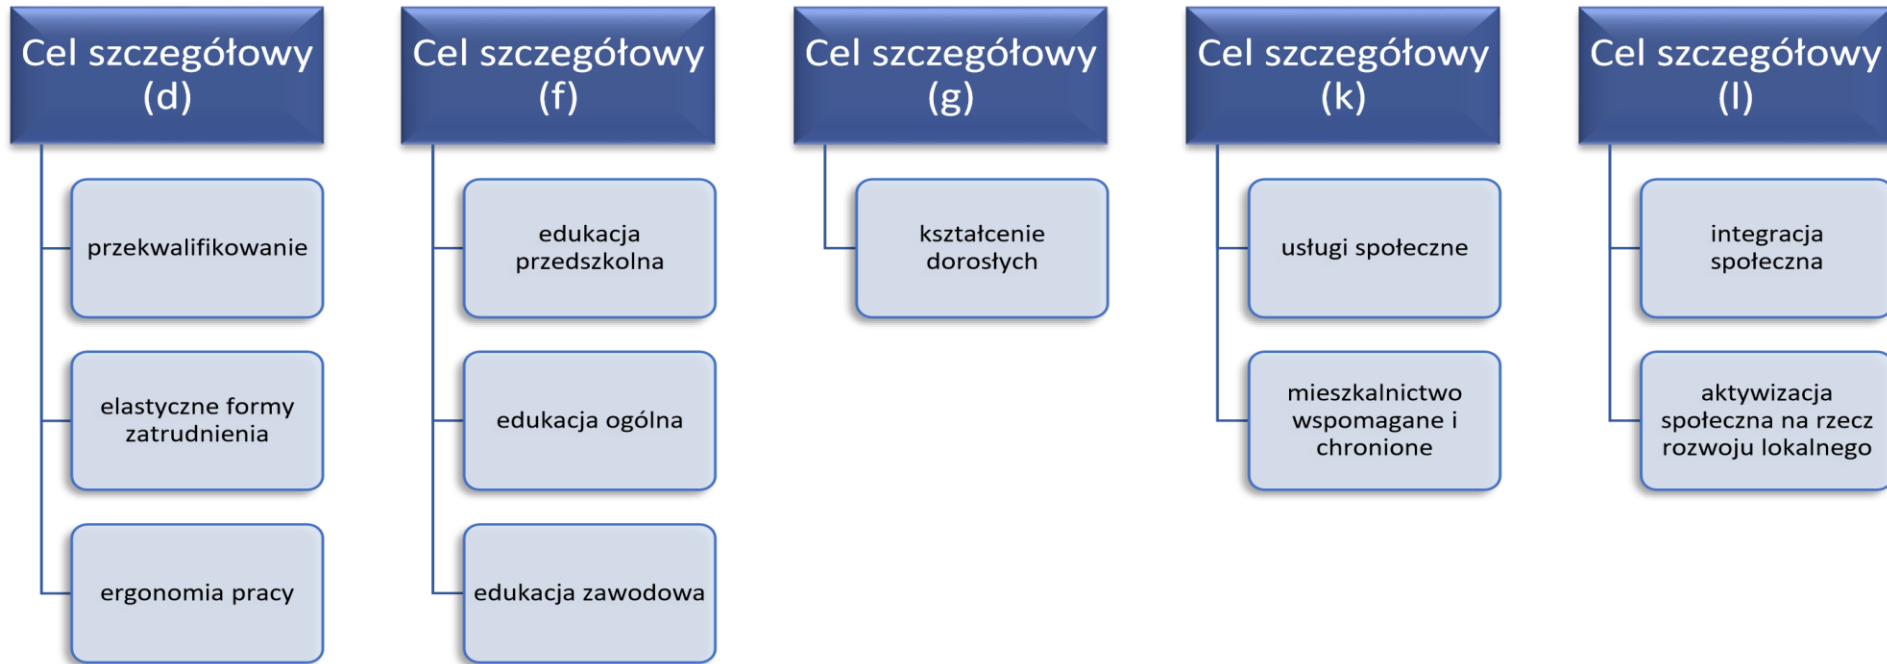 Cel szczegółowy
(d)
przekwalifikowanie
elastyczne formy
zatrudnienia
ergonomia pracy
Cel szczegółowy
(f)
edukacja
przedszkolna
edukacja ogólna
edukacja zawodowa
Cel szczegółowy
(g)
kształcenie
dorosłych
Cel szczegółowy
(k)
usługi społeczne
mieszkalnictwo
wspomagane i
chronione
Cel szczegółowy
(l)
integracja
społeczna
aktywizacja
społeczna na rzecz
rozwoju lokalnego